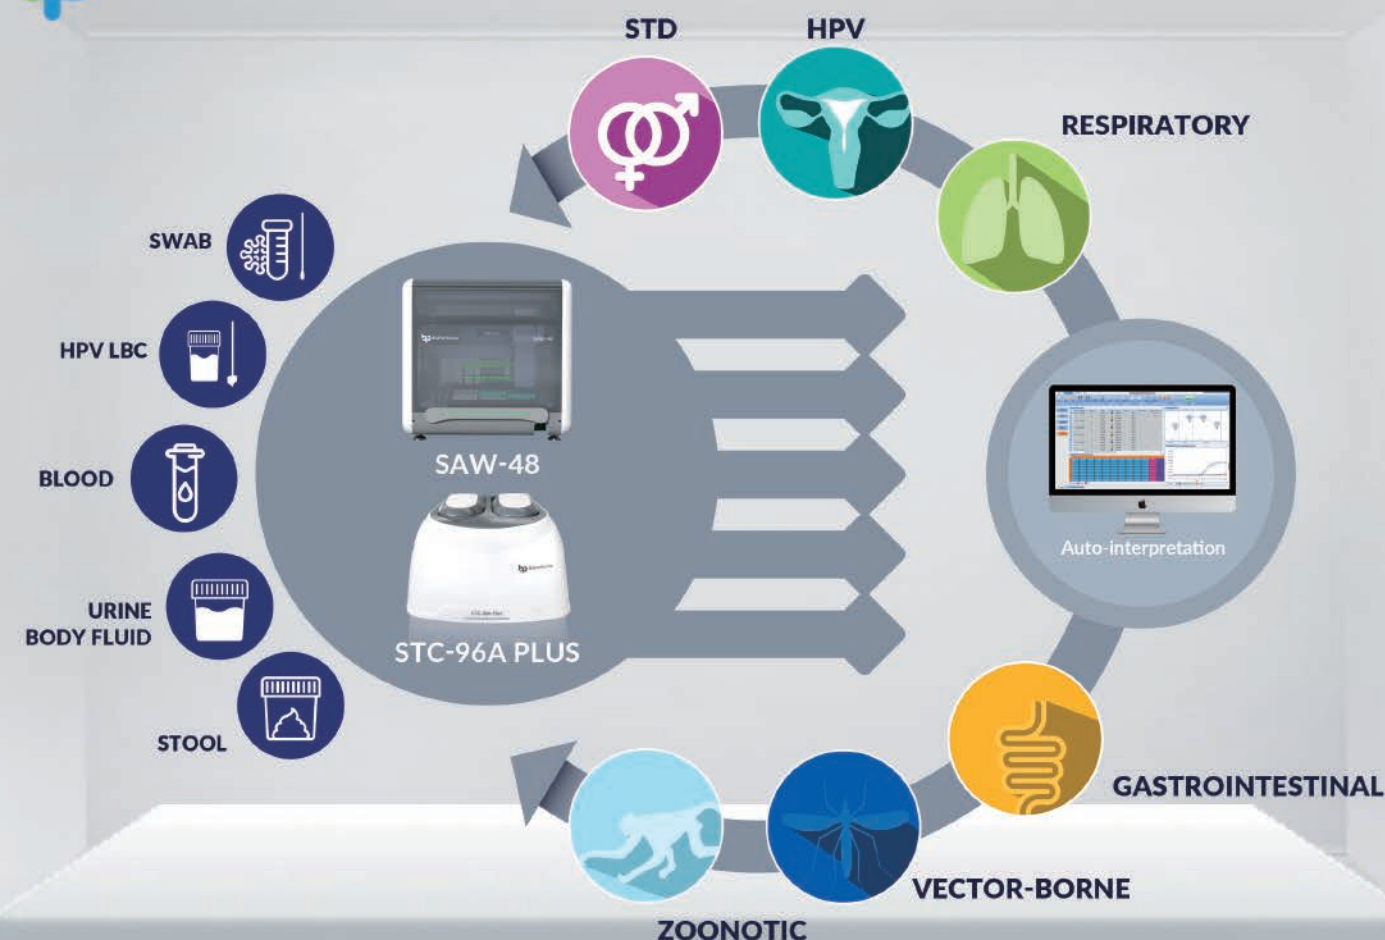 STD
HPV
RESPIRATORY
SWAB
HPV LBC
BLOOD
URINE
BODY FLUID
STOOL
SAW-48
STC-96A PLUS
Auto-interpretation
GASTROINTESTINAL
VECTOR-BORNE
ZOONOTIC